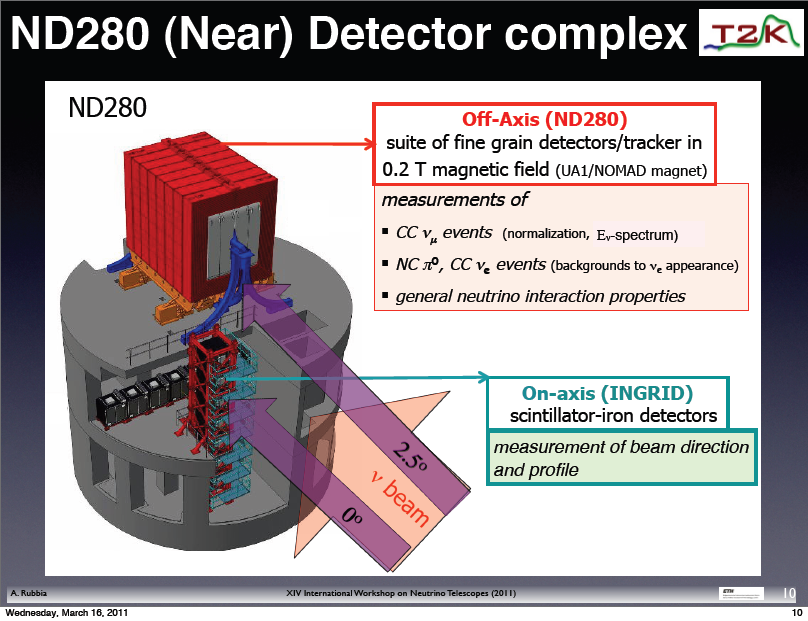 ND280 (Near) Detector complex
T2K
ND280
Off-Axis (ND280)
suite of fine grain detectors/tracker in
0.2 T magnetic field (UA1/NOMAD magnet)
measurements of
▪ CC νμ events (normalization, Eν-spectrum)
▪ NC π⁰, CC νe events (backgrounds to νe appearance)
▪ general neutrino interaction properties
On-axis (INGRID)
scintillator-iron detectors
measurement of beam direction
and profile
2.5º
ν beam
0º
A. Rubbia
XIV International Workshop on Neutrino Telescopes (2011)
ETH
10
Wednesday, March 16, 2011
10